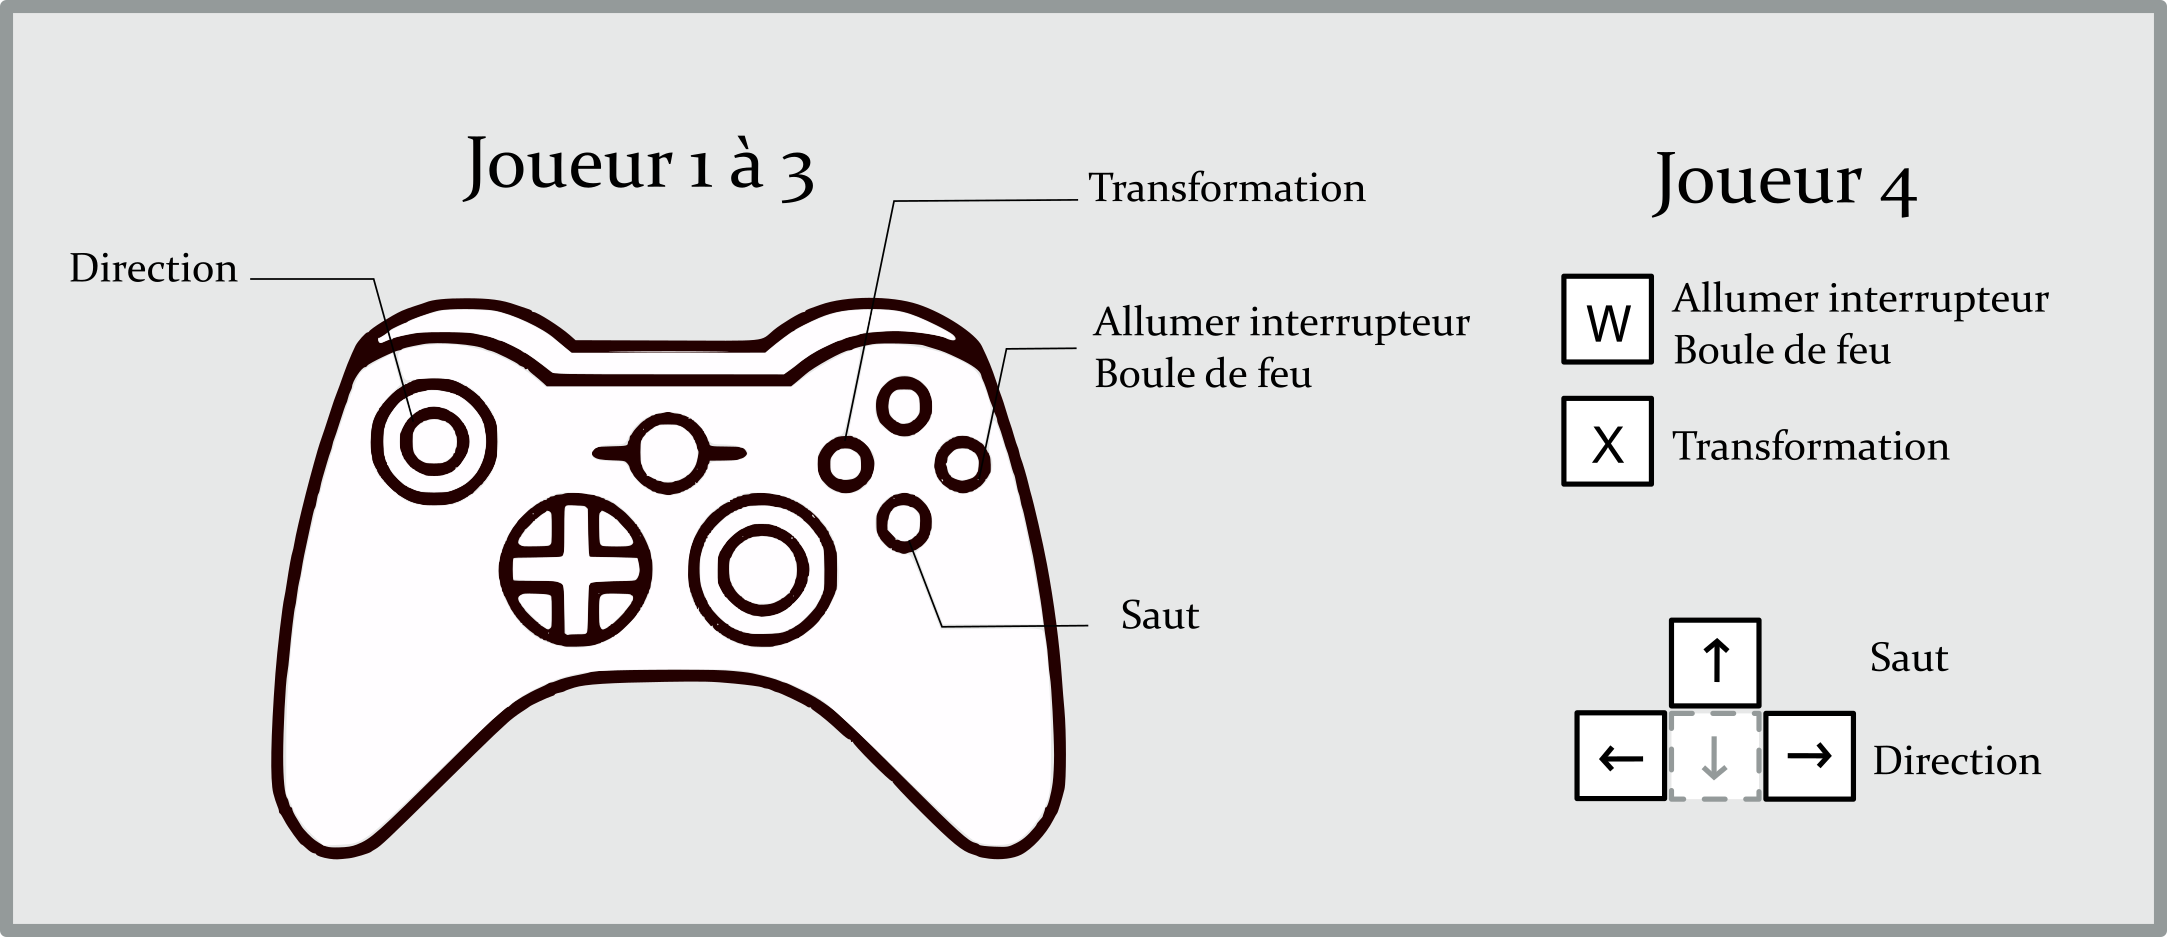 Joueur 1 à 3
Direction
Transformation
Allumer interrupteur
Boule de feu
Saut
Joueur 4
W
Allumer interrupteur
Boule de feu
X
Transformation
↑
Saut
← ↓ →
Direction